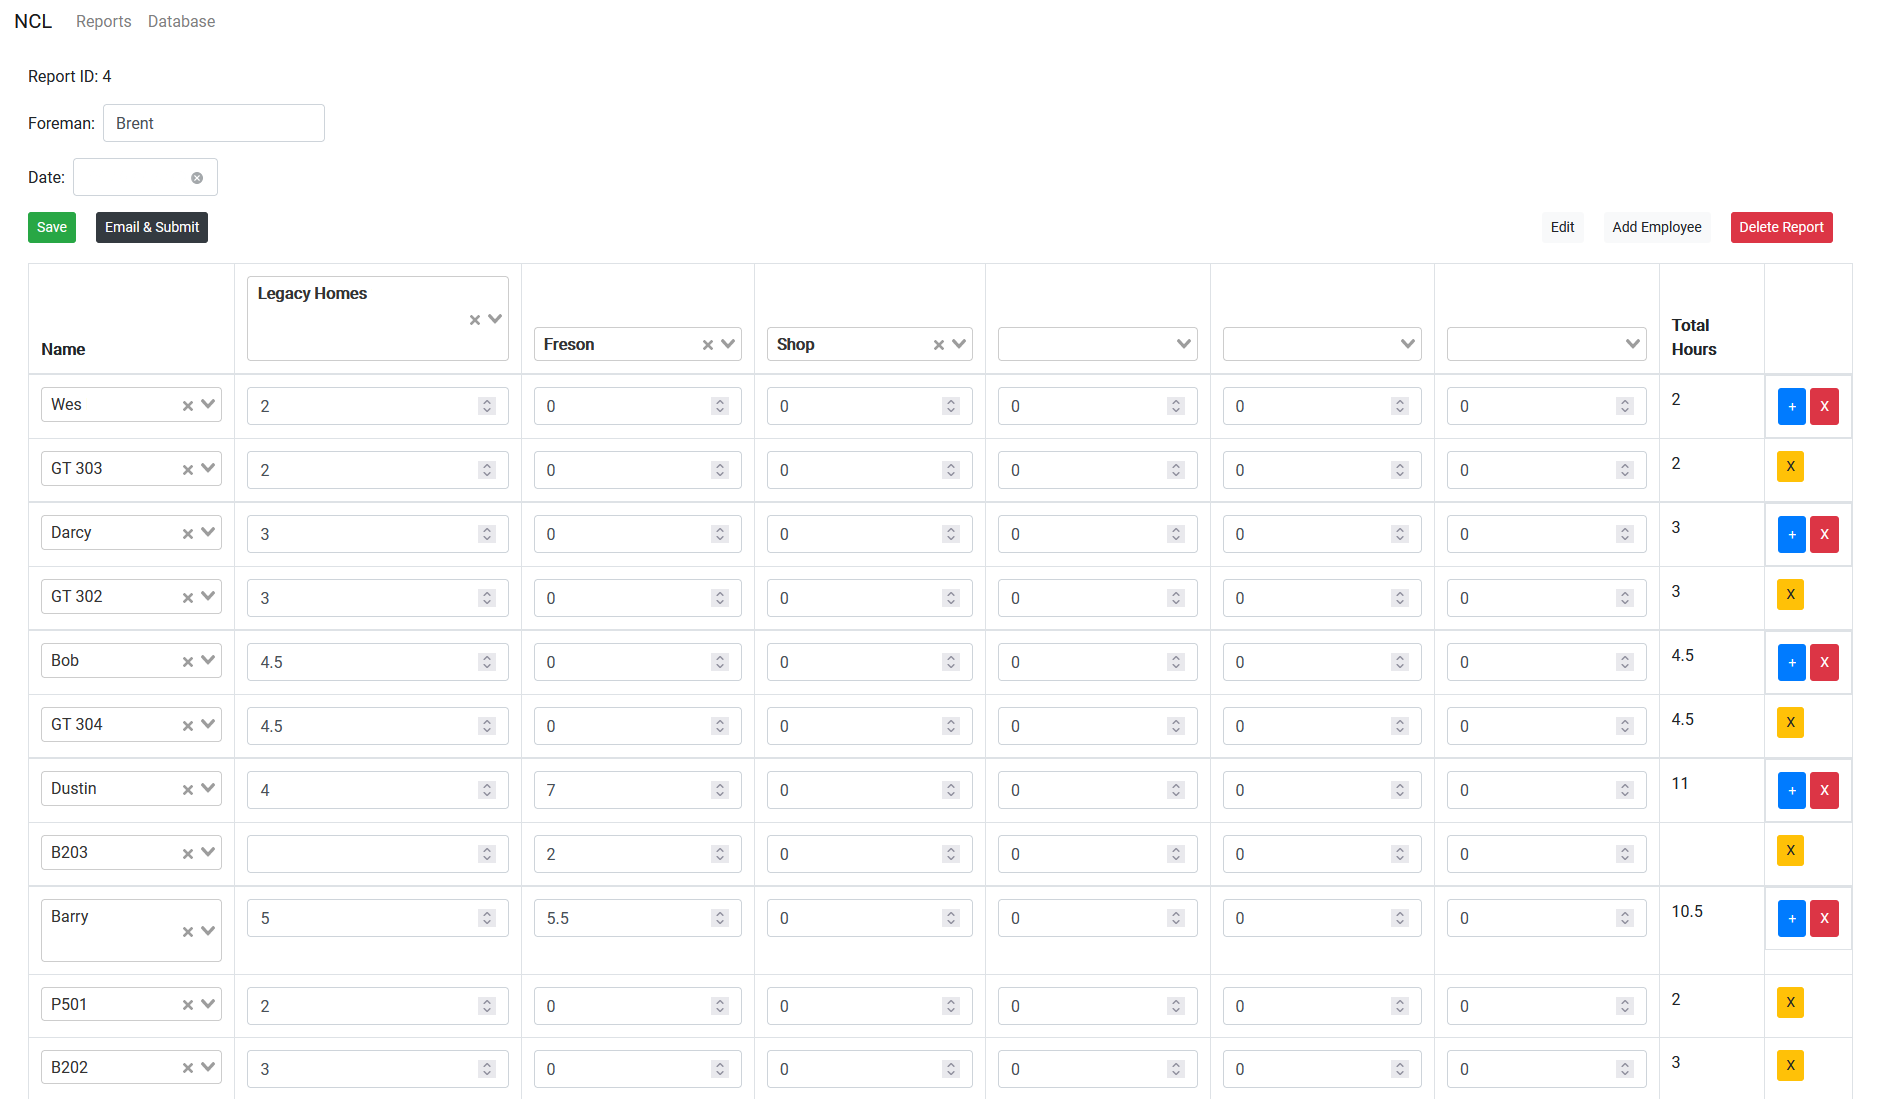 NCL Reports Database
Report ID: 4
Foreman: Brent
Date:
Save Email & Submit Edit Add Employee Delete Report
Name Legacy Homes Freson Shop Total Hours
Wes 2 0 0 0 0 0 2 + X
GT 303 2 0 0 0 0 0 2 X
Darcy 3 0 0 0 0 0 3 + X
GT 302 3 0 0 0 0 0 3 X
Bob 4.5 0 0 0 0 0 4.5 + X
GT 304 4.5 0 0 0 0 0 4.5 X
Dustin 4 7 0 0 0 0 11 + X
B203 2 0 0 0 0 X
Barry 5 5.5 0 0 0 0 10.5 + X
P501 2 0 0 0 0 0 2 X
B202 3 0 0 0 0 0 3 X